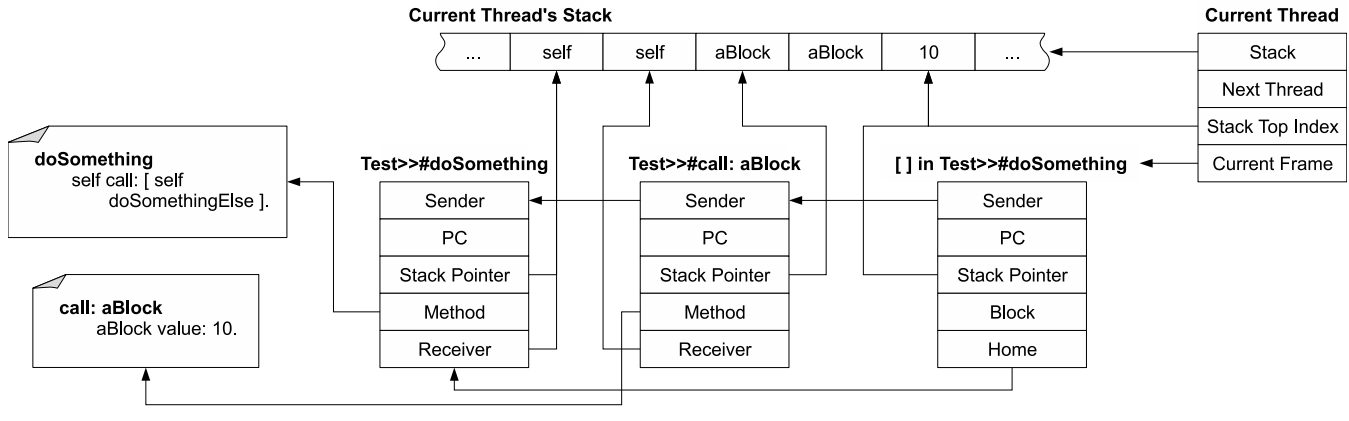 Current Thread's Stack
Current Thread
... self self aBlock aBlock 10 ...
Stack
Next Thread
Stack Top Index
Current Frame
doSomething
self call: [ self
doSomethingElse ].
call: aBlock
aBlock value: 10.
Test>>#doSomething
Sender
PC
Stack Pointer
Method
Receiver
Test>>#call: aBlock
Sender
PC
Stack Pointer
Method
Receiver
[ ] in Test>>#doSomething
Sender
PC
Stack Pointer
Block
Home